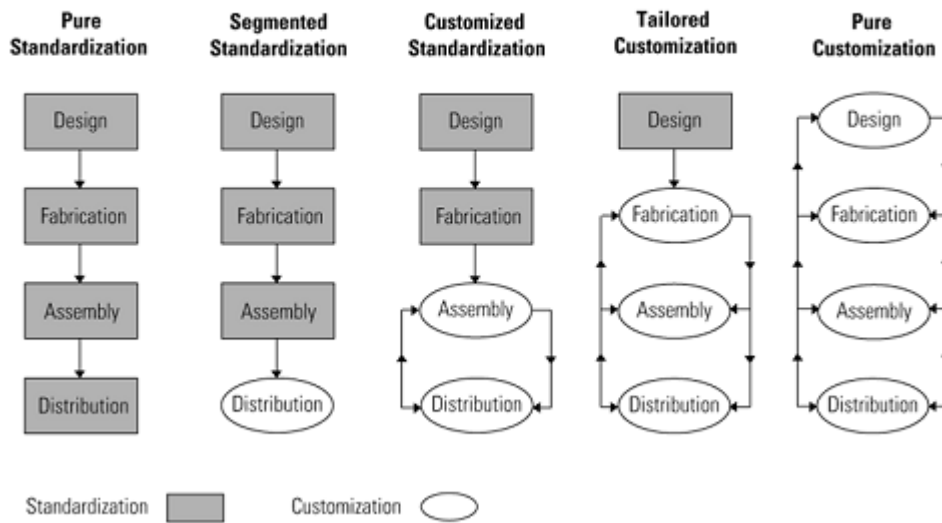 Pure
Standardization
Segmented
Standardization
Customized
Standardization
Tailored
Customization
Pure
Customization
Design
Design
Design
Design
Design
Fabrication
Fabrication
Fabrication
Fabrication
Fabrication
Assembly
Assembly
Assembly
Assembly
Assembly
Distribution
Distribution
Distribution
Distribution
Distribution
Standardization
Customization